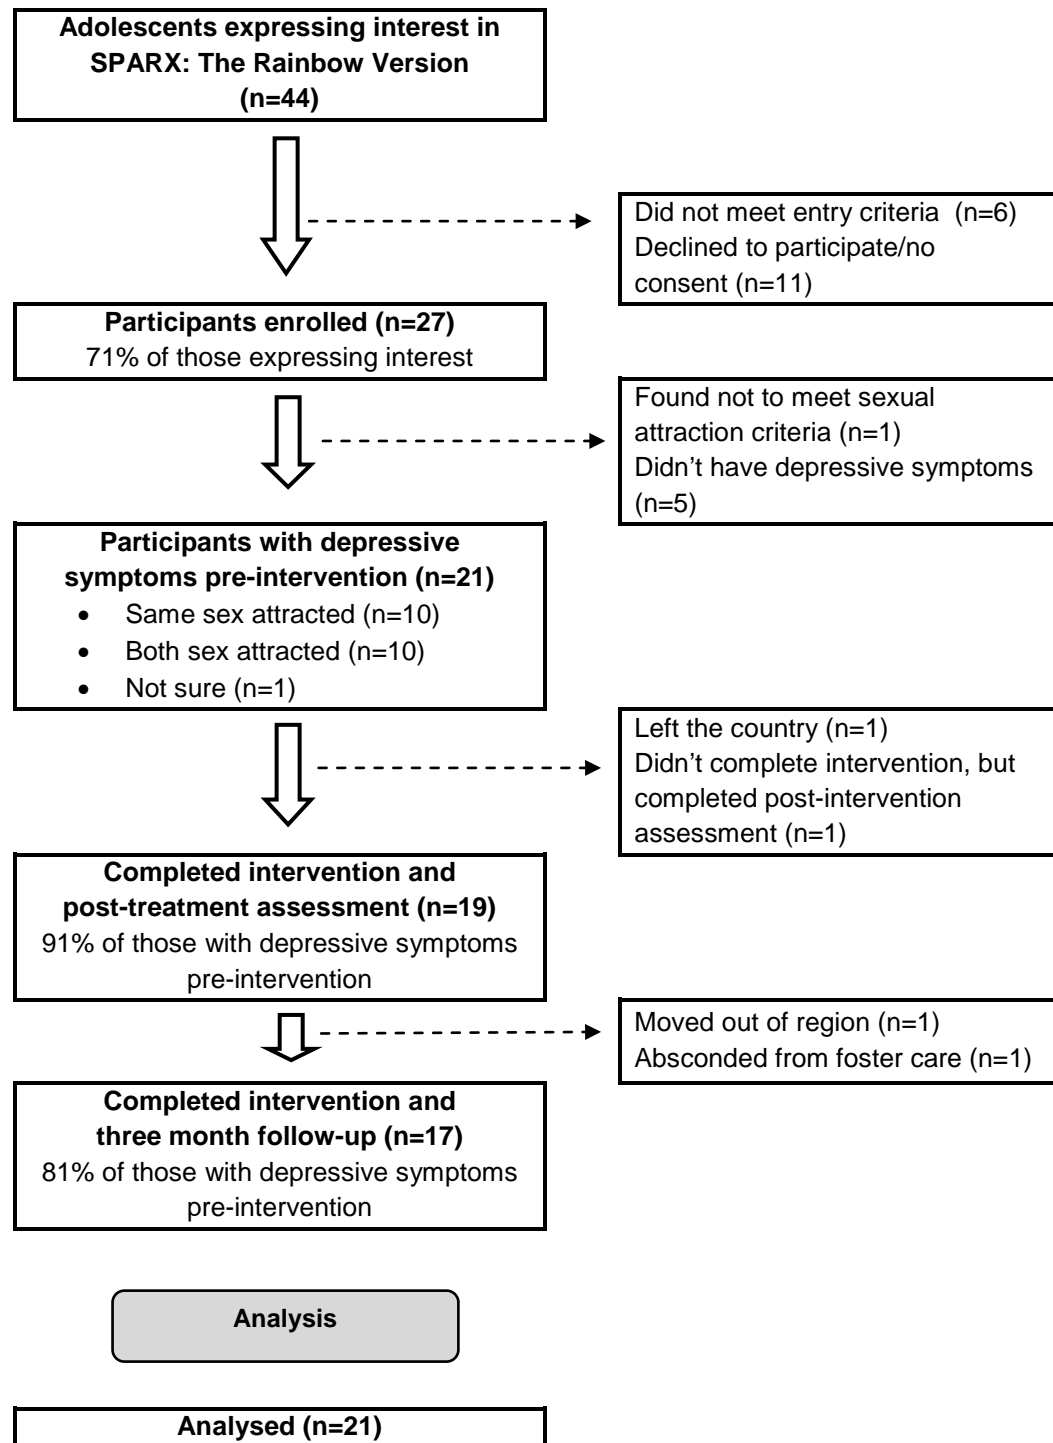 Adolescents expressing interest in
SPARX: The Rainbow Version
(n=44)
Did not meet entry criteria  (n=6)
Declined to participate/no
consent (n=11)
Participants enrolled (n=27)
71% of those expressing interest
Found not to meet sexual
attraction criteria (n=1)
Didn't have depressive symptoms
(n=5)
Participants with depressive
symptoms pre-intervention (n=21)
• Same sex attracted (n=10)
• Both sex attracted (n=10)
• Not sure (n=1)
Left the country (n=1)
Didn't complete intervention, but
completed post-intervention
assessment (n=1)
Completed intervention and
post-treatment assessment (n=19)
91% of those with depressive symptoms
pre-intervention
Moved out of region (n=1)
Absconded from foster care (n=1)
Completed intervention and
three month follow-up (n=17)
81% of those with depressive symptoms
pre-intervention
Analysis
Analysed (n=21)